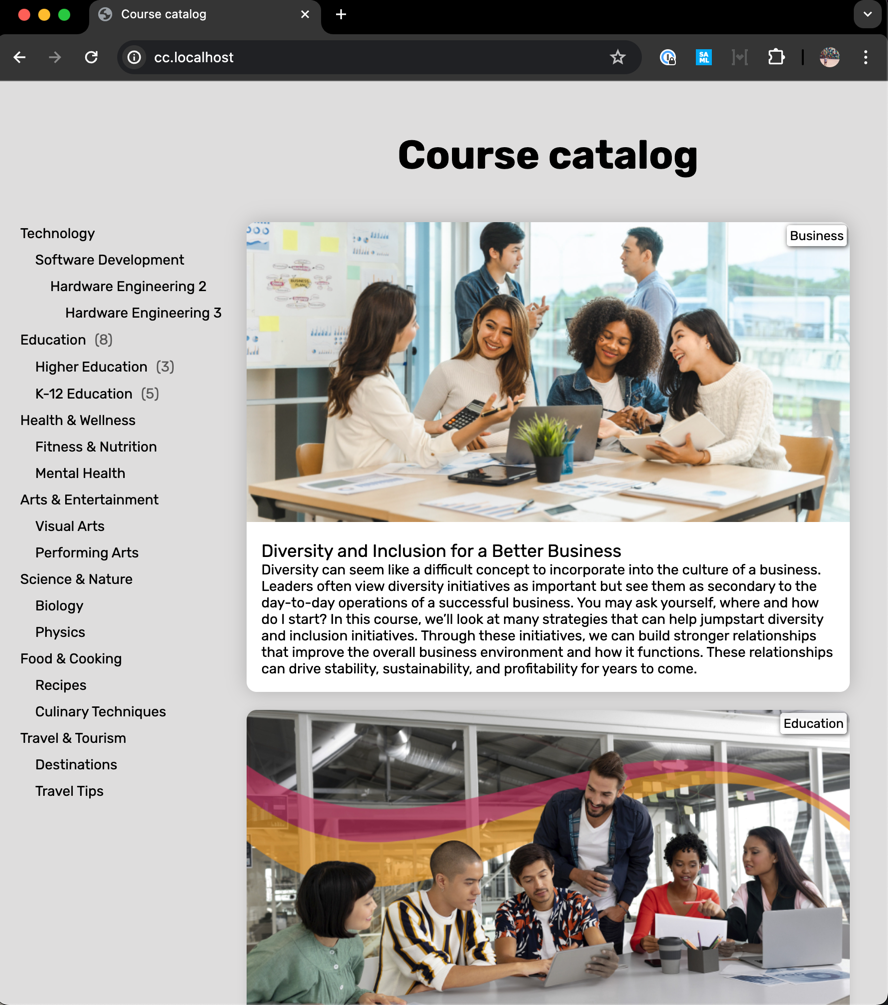 Course catalog
cc.localhost
SA
ML
Course catalog
Technology
Software Development
Hardware Engineering 2
Hardware Engineering 3
Education (8)
Higher Education (3)
K-12 Education (5)
Health & Wellness
Fitness & Nutrition
Mental Health
Arts & Entertainment
Visual Arts
Performing Arts
Science & Nature
Biology
Physics
Food & Cooking
Recipes
Culinary Techniques
Travel & Tourism
Destinations
Travel Tips
Business
Diversity and Inclusion for a Better Business
Diversity can seem like a difficult concept to incorporate into the culture of a business.
Leaders often view diversity initiatives as important but see them as secondary to the
day-to-day operations of a successful business. You may ask yourself, where and how
do I start? In this course, we’ll look at many strategies that can help jumpstart diversity
and inclusion initiatives. Through these initiatives, we can build stronger relationships
that improve the overall business environment and how it functions. These relationships
can drive stability, sustainability, and profitability for years to come.
Education